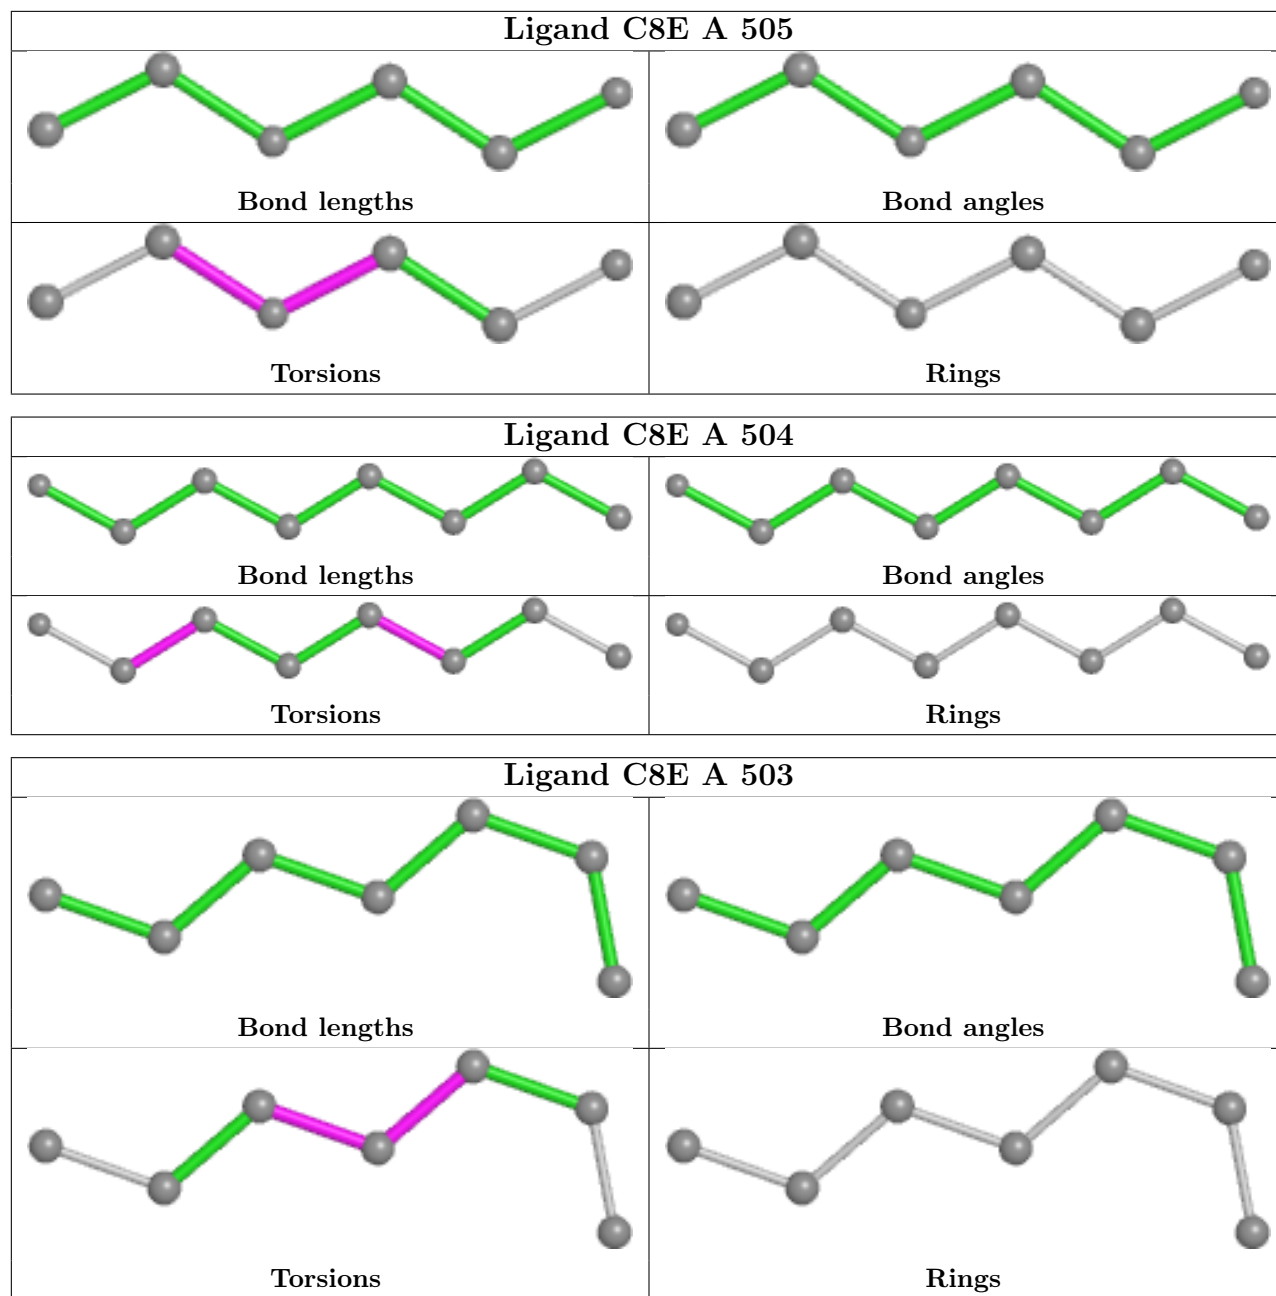 Ligand C8E A 505
Bond lengths
Bond angles
Torsions
Rings
Ligand C8E A 504
Bond lengths
Bond angles
Torsions
Rings
Ligand C8E A 503
Bond lengths
Bond angles
Torsions
Rings